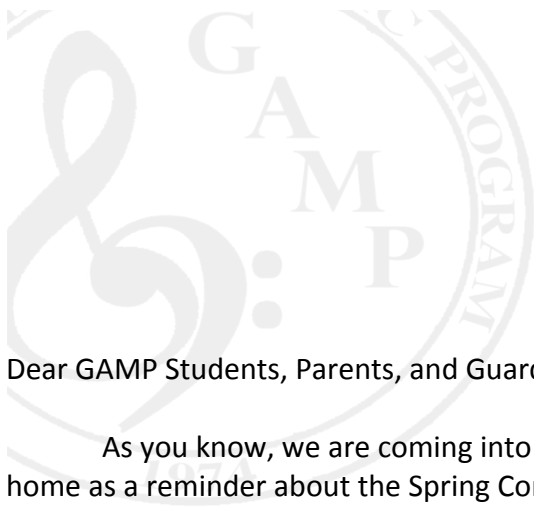 G
A
M
P
PROGRAM
Dear GAMP Students, Parents, and
As you know, we are coming into
1974
home as a reminder about the Spring